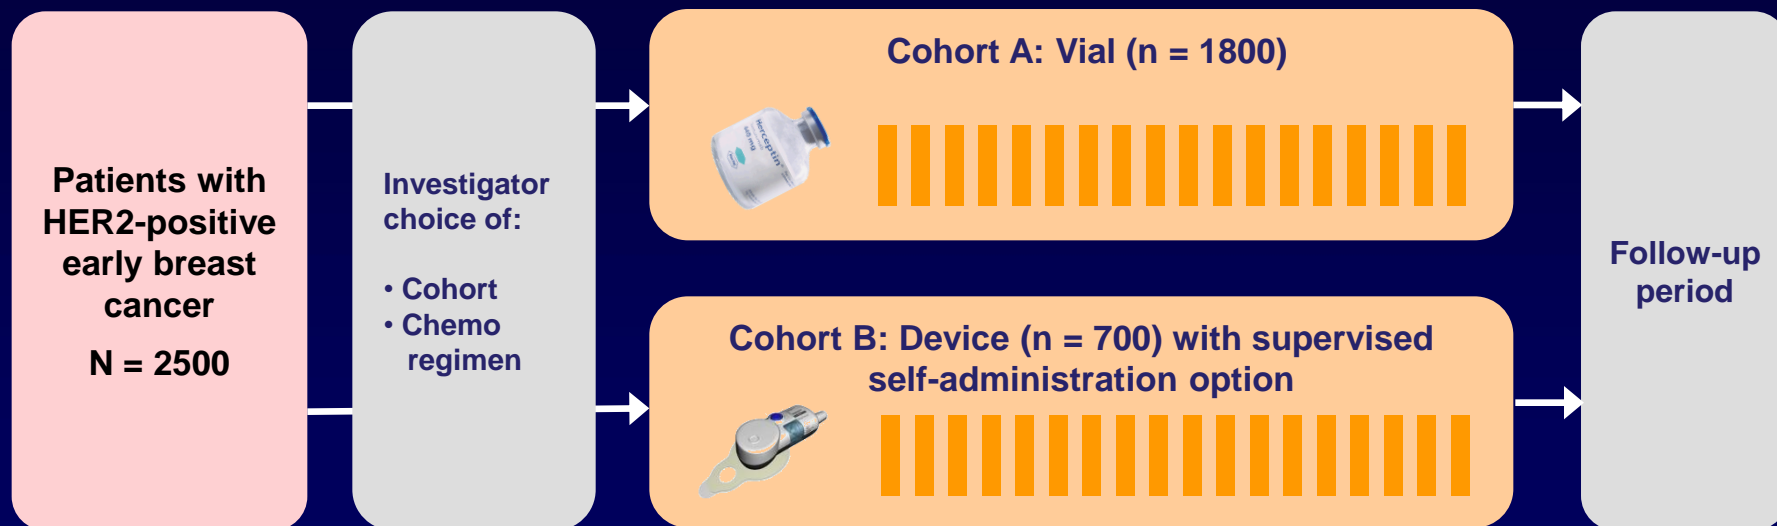 Patients with
HER2-positive
early breast
cancer
N = 2500
Investigator
choice of:
• Cohort
• Chemo
regimen
Cohort A: Vial (n = 1800)
Herceptin
Cohort B: Device (n = 700) with supervised
self-administration option
Follow-up
period